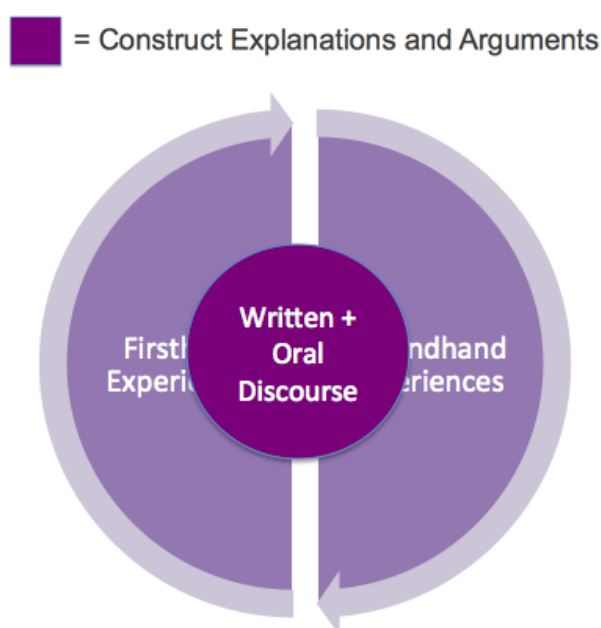 = Construct Explanations and Arguments
Written +
Oral
Discourse